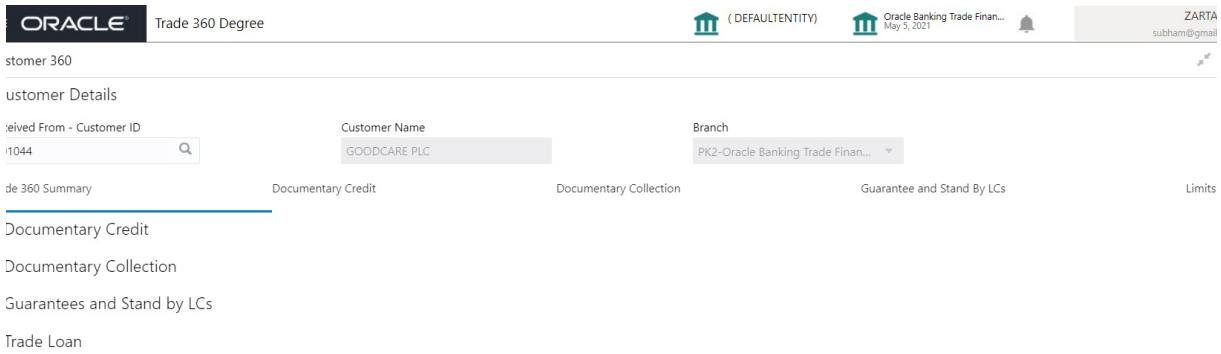 ORACLE Trade 360 Degree ( DEFAULTENTITY) Oracle Banking Trade Finan... ZARTA
May 5, 2021 subham@gmail
stomer 360
ustomer Details
ceived From - Customer ID Customer Name Branch
01044 GOODCARE PLC PK2-Oracle Banking Trade Finan...
de 360 Summary Documentary Credit Documentary Collection Guarantee and Stand By LCs Limits
Documentary Credit
Documentary Collection
Guarantees and Stand by LCs
Trade Loan